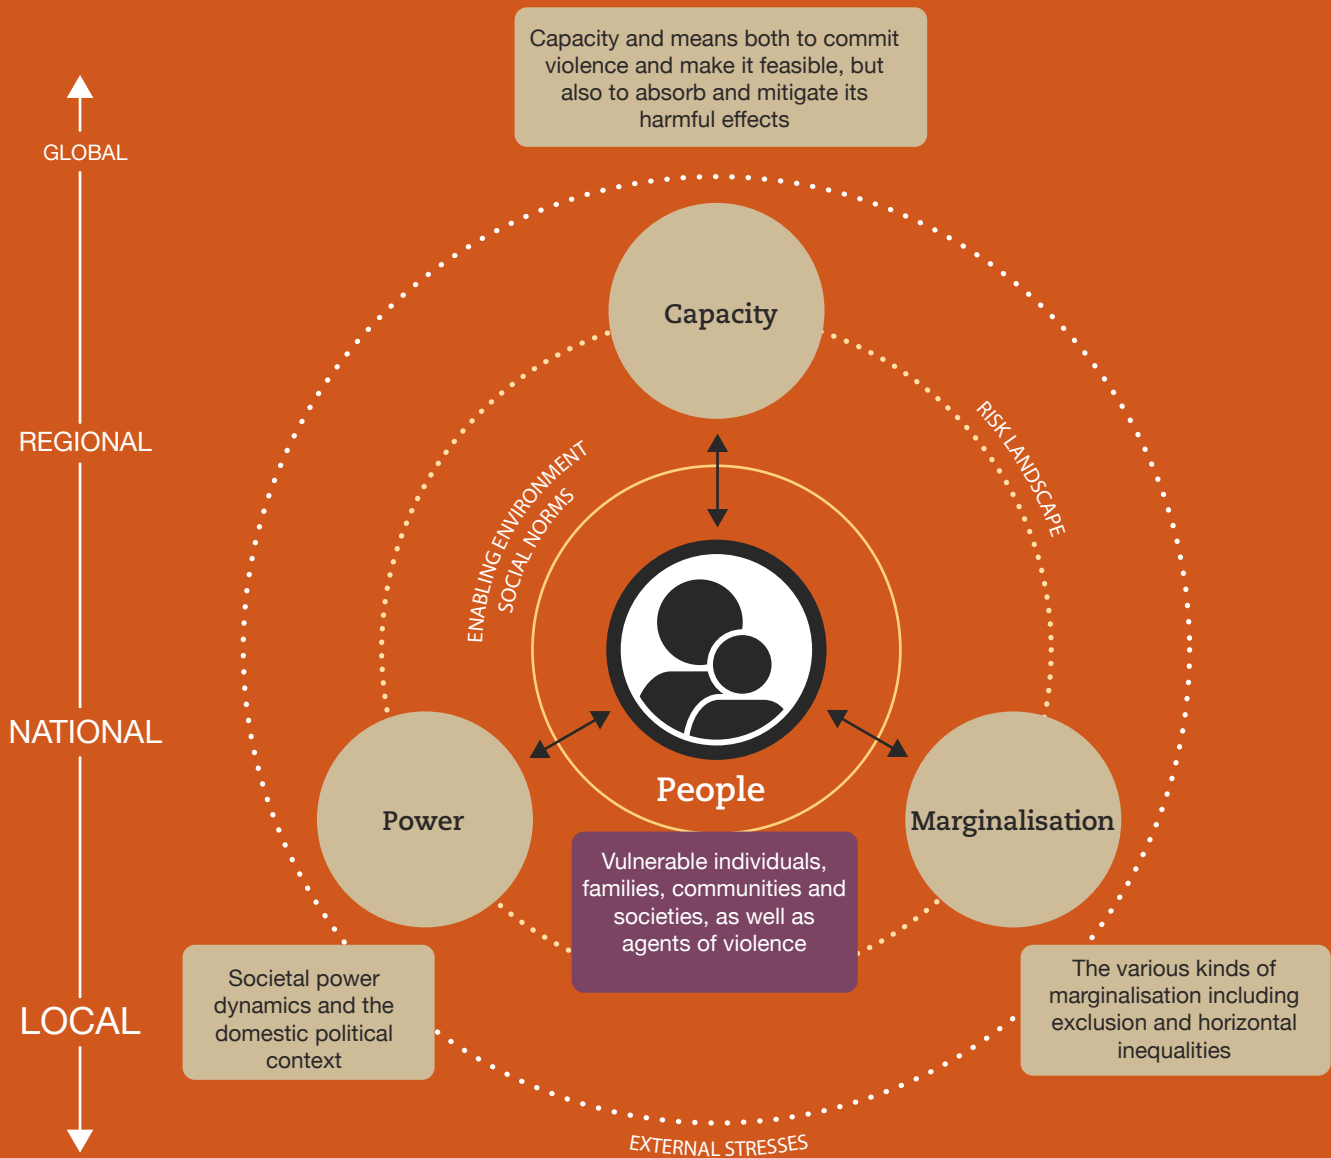 Capacity and means both to commit
violence and make it feasible, but
also to absorb and mitigate its
harmful effects
GLOBAL
Capacity
RISK LANDSCAPE
REGIONAL
ENABLING ENVIRONMENT
SOCIAL NORMS
NATIONAL
People
Power
Marginalisation
Vulnerable individuals,
families, communities and
societies, as well as
agents of violence
LOCAL
Societal power
dynamics and the
domestic political
context
The various kinds of
marginalisation including
exclusion and horizontal
inequalities
EXTERNAL STRESSES